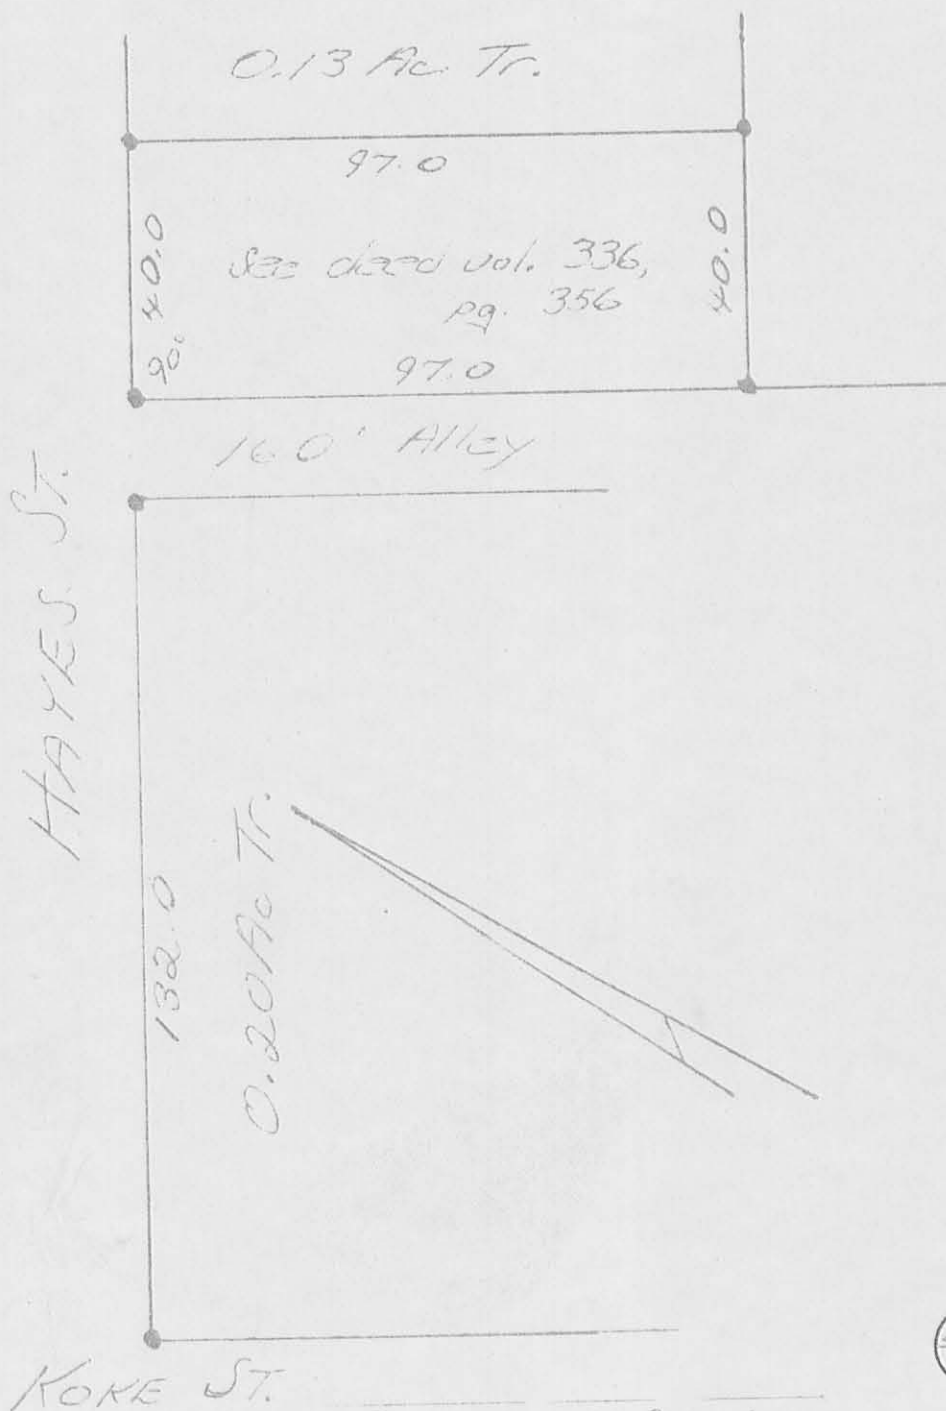 0.13 Ac Tr.
97.0
40.0
see deed vol. 336,
pg. 356
40.0
90.
97.0
16.0' Alley
HAYES ST.
132.0
0.20 Ac Tr.
KOKE ST.